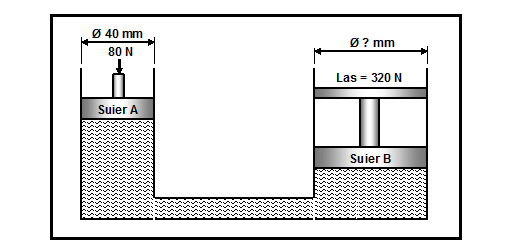 Ø 40 mm
80 N
Suier A
Ø ? mm
Las = 320 N
Suier B